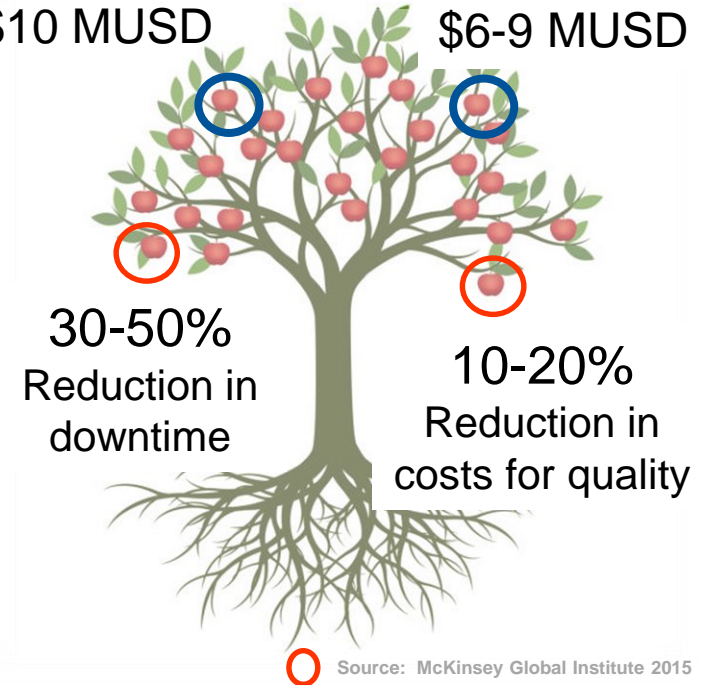 $10 MUSD
$6-9 MUSD
30-50%
Reduction in
downtime
10-20%
Reduction in
costs for quality
Source: McKinsey Global Institute 2015